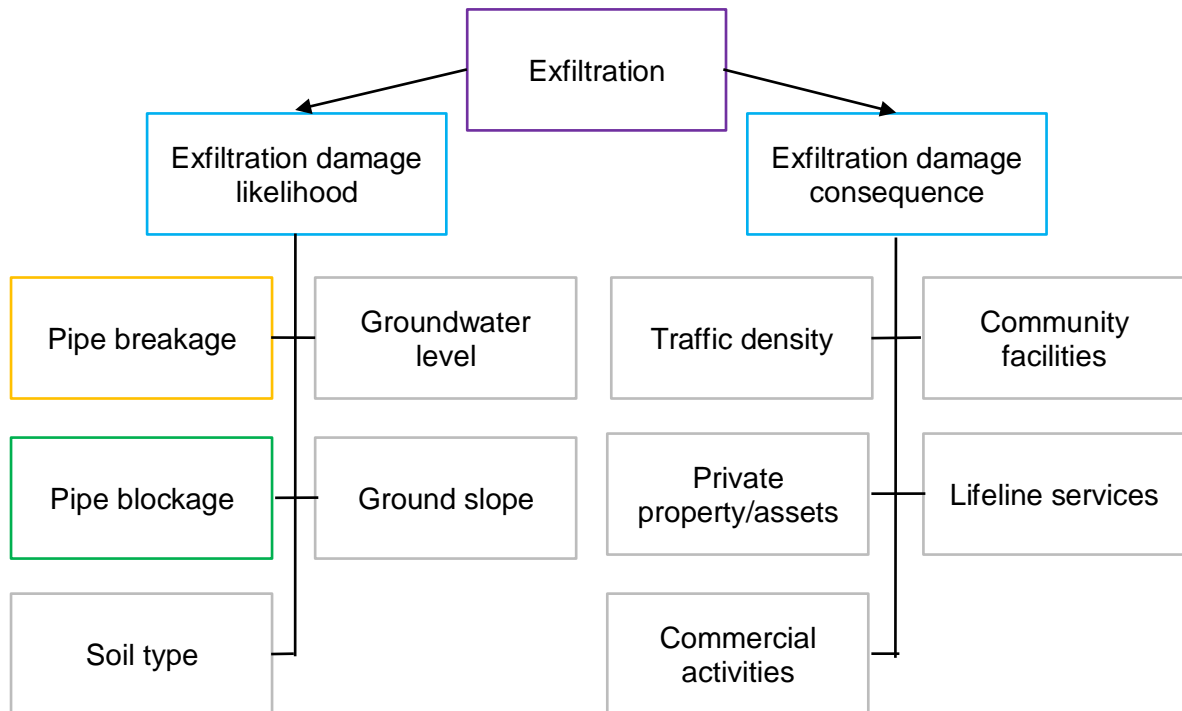 Exfiltration
Exfiltration damage
likelihood
Exfiltration damage
consequence
Pipe breakage
Groundwater
level
Traffic density
Community
facilities
Pipe blockage
Ground slope
Private
property/assets
Lifeline services
Soil type
Commercial
activities